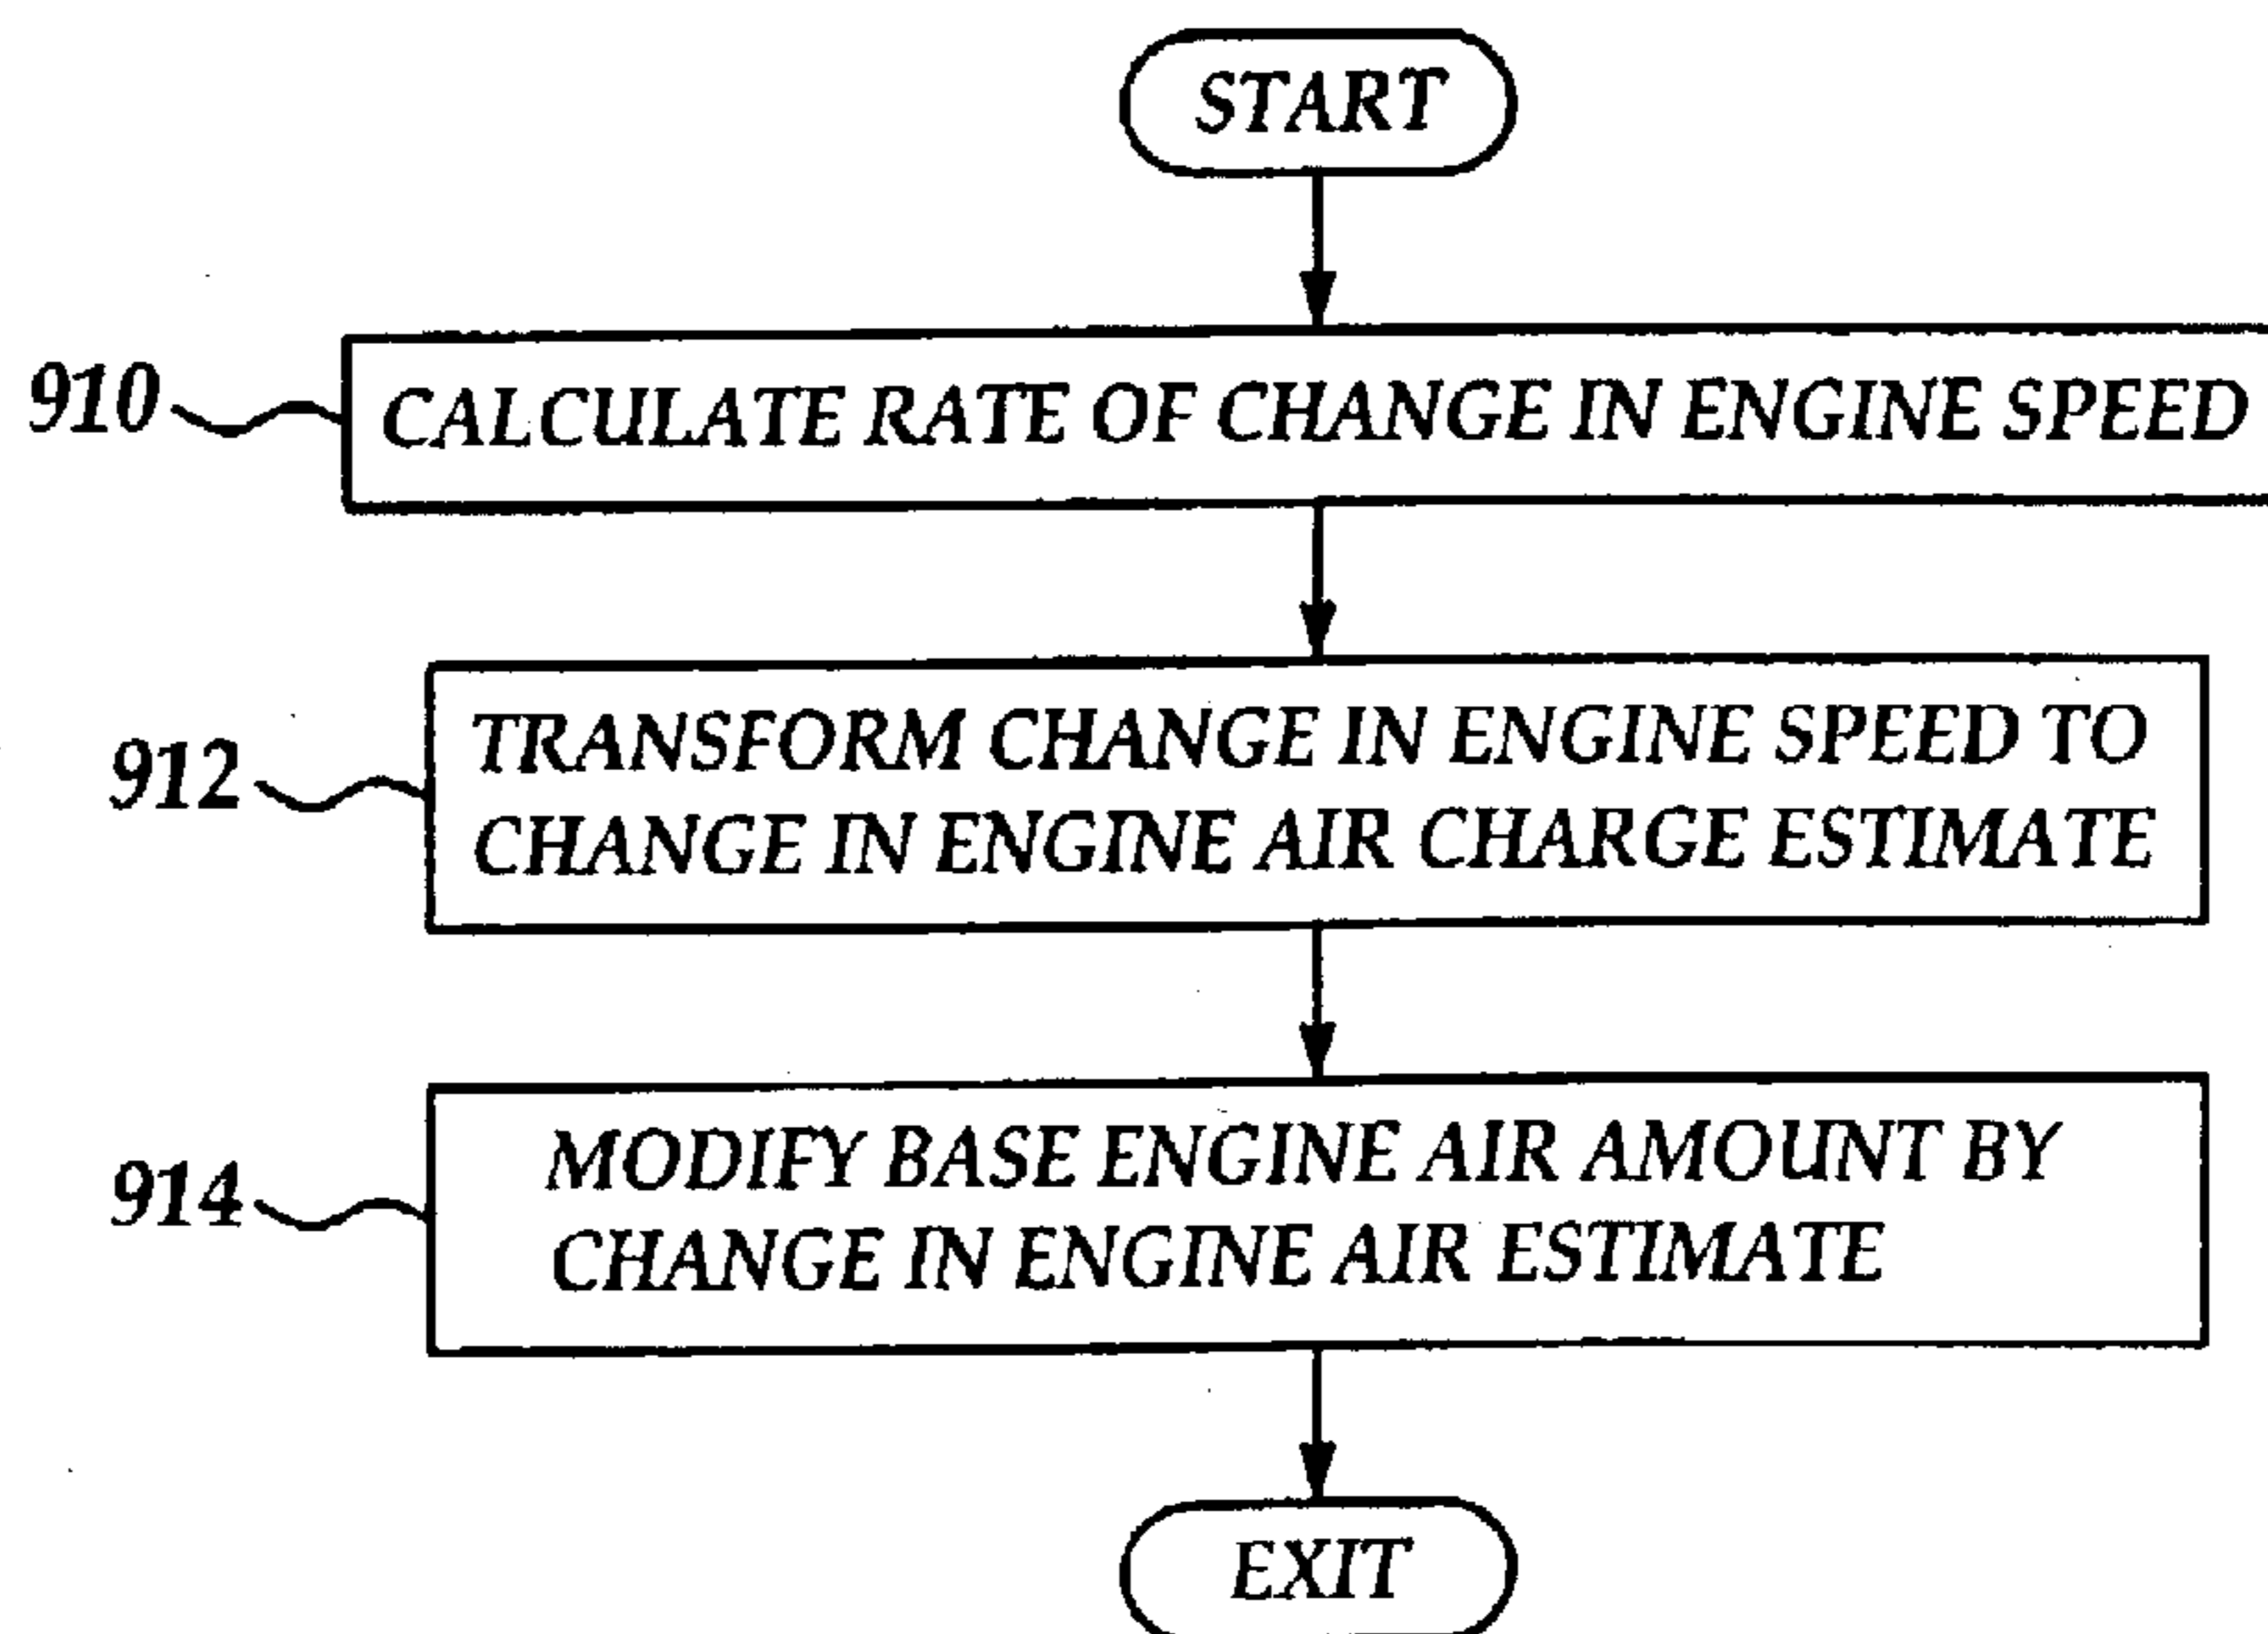 START
910
CALCULATE RATE OF CHANGE IN ENGINE SPEED
912
TRANSFORM CHANGE IN ENGINE SPEED TO
CHANGE IN ENGINE AIR CHARGE ESTIMATE
914
MODIFY BASE ENGINE AIR AMOUNT BY
CHANGE IN ENGINE AIR ESTIMATE
EXIT